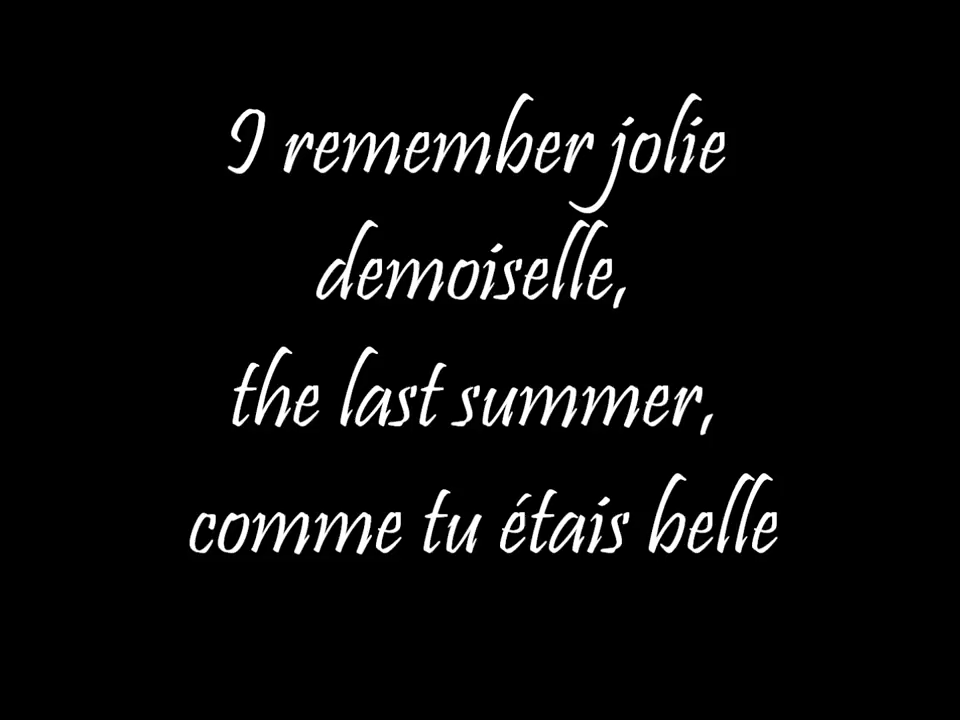 I remember jolie
demoiselle,
the last summer,
comme tu étais belle